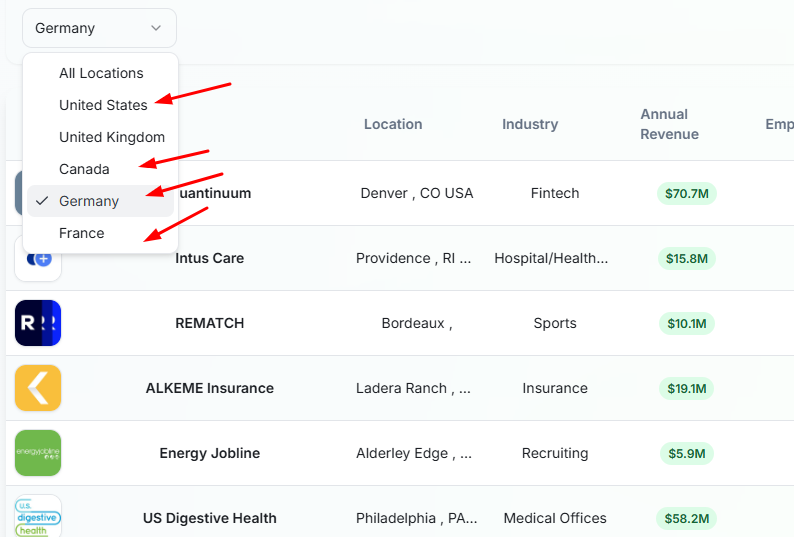 Germany
All Locations
United States
United Kingdom
Canada
Germany
France
Location
Industry
Annual
Revenue
Emp
uantinuum
Denver , CO USA
Fintech
$70.7M
Intus Care
Providence , RI ...
Hospital/Health...
$15.8M
R
REMATCH
Bordeaux ,
Sports
$10.1M
ALKEME Insurance
Ladera Ranch , ...
Insurance
$19.1M
energyjobline
Energy Jobline
Alderley Edge , ...
Recruiting
$5.9M
U.S.
digestive
health
US Digestive Health
Philadelphia , PA...
Medical Offices
$58.2M